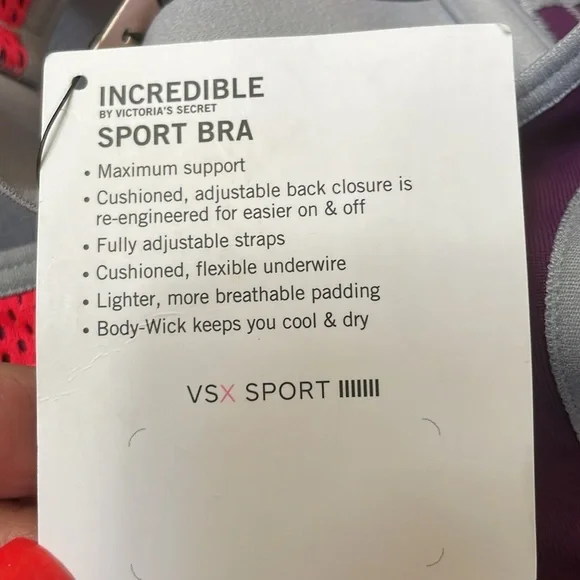 INCREDIBLE
BY VICTORIA'S SECRET
SPORT BRA
• Maximum support
• Cushioned, adjustable back closure is
re-engineered for easier on & off
• Fully adjustable straps
• Cushioned, flexible underwire
• Lighter, more breathable padding
• Body-Wick keeps you cool & dry
VSX SPORT